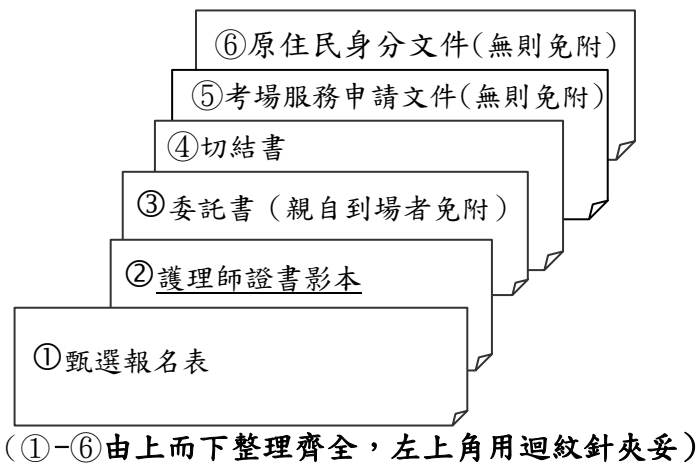 ⑥原住民身分文件(無則免附)
⑤考場服務申請文件(無則免附)
④切結書
③委託書（親自到場者免附）
②護理師證書影本
①甄選報名表
（①-⑥由上而下整理齊全，左上角用迴紋針夾妥）